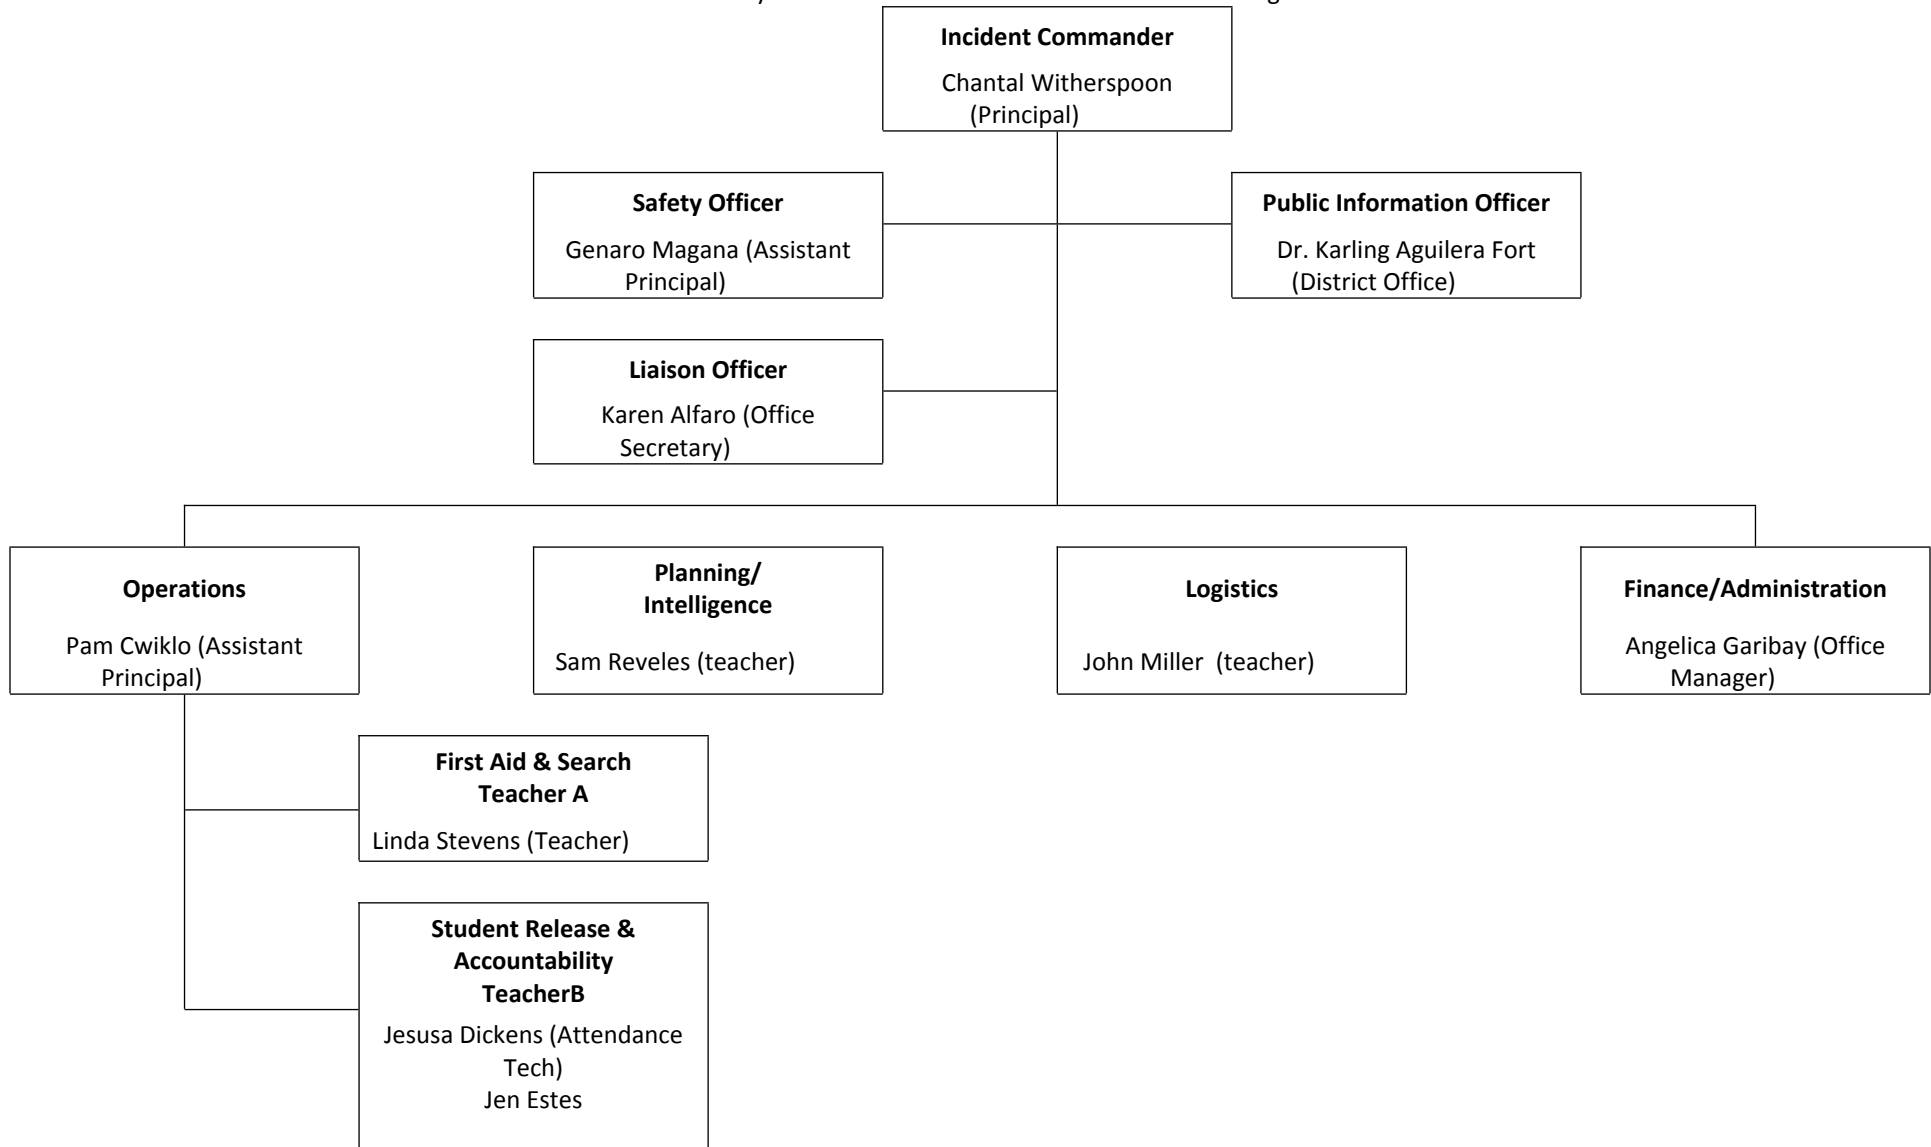 Incident Commander
Chantal Witherspoon
(Principal)
Safety Officer
Genaro Magana (Assistant
Principal)
Public Information Officer
Dr. Karling Aguilera Fort
(District Office)
Liaison Officer
Karen Alfaro (Office
Secretary)
Operations
Pam Cwiklo (Assistant
Principal)
Planning/
Intelligence
Sam Reveles (teacher)
Logistics
John Miller (teacher)
Finance/Administration
Angelica Garibay (Office
Manager)
First Aid & Search
Teacher A
Linda Stevens (Teacher)
Student Release &
Accountability
TeacherB
Jesusa Dickens (Attendance
Tech)
Jen Estes